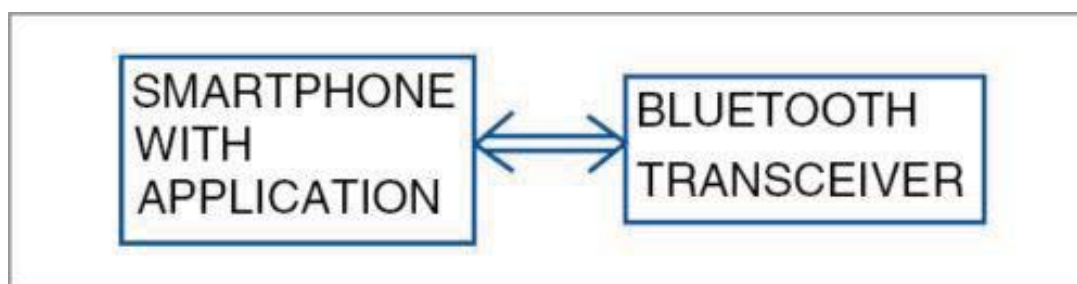 SMARTPHONE
WITH
APPLICATION
BLUETOOTH
TRANSCEIVER